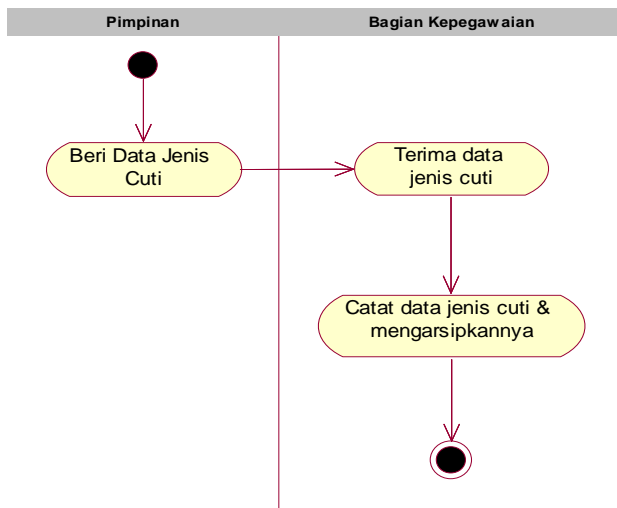 Pimpinan
Bagian Kepegawaian
Beri Data Jenis
Cuti
Terima data
jenis cuti
Catat data jenis cuti &
mengarsipkannya